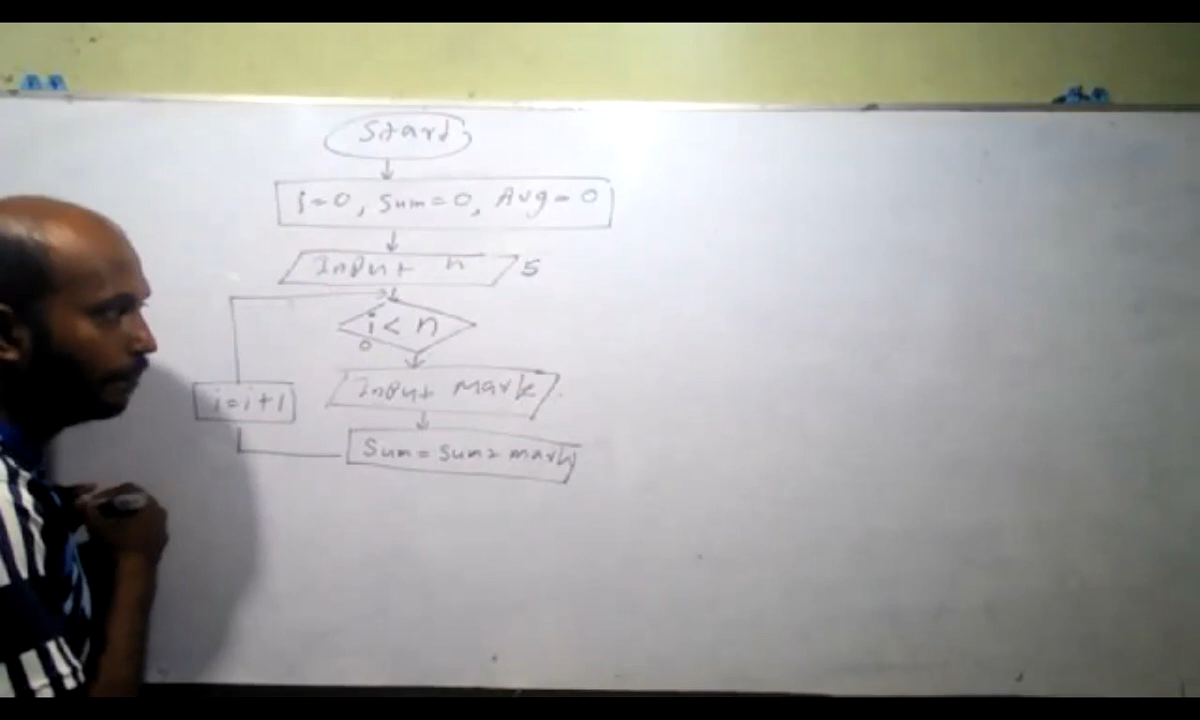 Start
i=0, Sum=0, Avg=0
Input n 5
i < n
0
Input mark
i=i+1
Sum = Sum+ mark